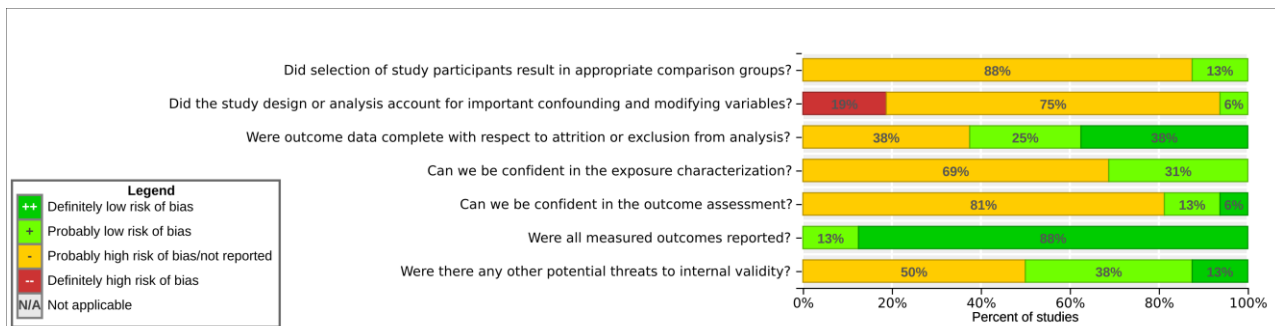 Did selection of study participants result in appropriate comparison groups? 88% 13%
Did the study design or analysis account for important confounding and modifying variables? 19% 75% 6%
Were outcome data complete with respect to attrition or exclusion from analysis? 38% 25% 38%
Can we be confident in the exposure characterization? 69% 31%
Can we be confident in the outcome assessment? 81% 13% 6%
Were all measured outcomes reported? 13% 88%
Were there any other potential threats to internal validity? 50% 38% 13%
0% 20% 40% 60% 80% 100%
Percent of studies
Legend
++ Definitely low risk of bias
+ Probably low risk of bias
- Probably high risk of bias/not reported
-- Definitely high risk of bias
N/A Not applicable